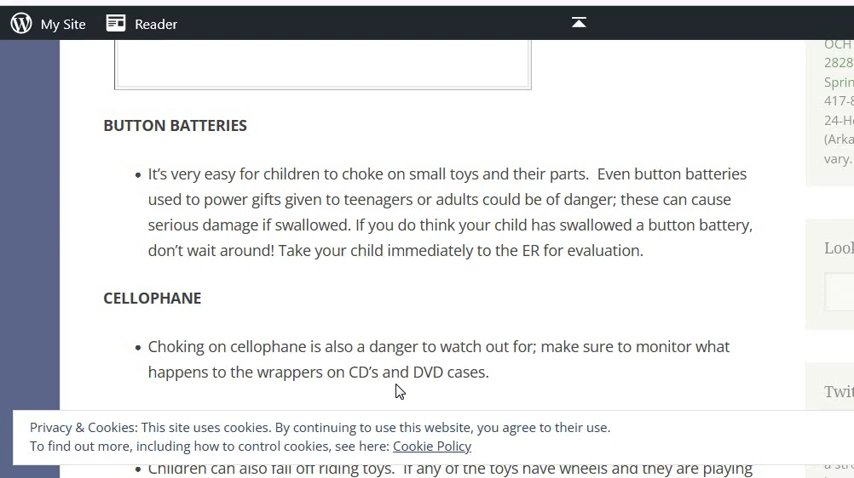 My Site Reader
OCH
2828
Sprin
417-8
24-H
(Arka
vary.
BUTTON BATTERIES
It’s very easy for children to choke on small toys and their parts.  Even button batteries
used to power gifts given to teenagers or adults could be of danger; these can cause
serious damage if swallowed. If you do think your child has swallowed a button battery,
don’t wait around! Take your child immediately to the ER for evaluation.
Look
CELLOPHANE
Choking on cellophane is also a danger to watch out for; make sure to monitor what
happens to the wrappers on CD’s and DVD cases.
Twit
Privacy & Cookies: This site uses cookies. By continuing to use this website, you agree to their use.
To find out more, including how to control cookies, see here: Cookie Policy
Children can also fall off riding toys.  If any of the toys have wheels and they are playing